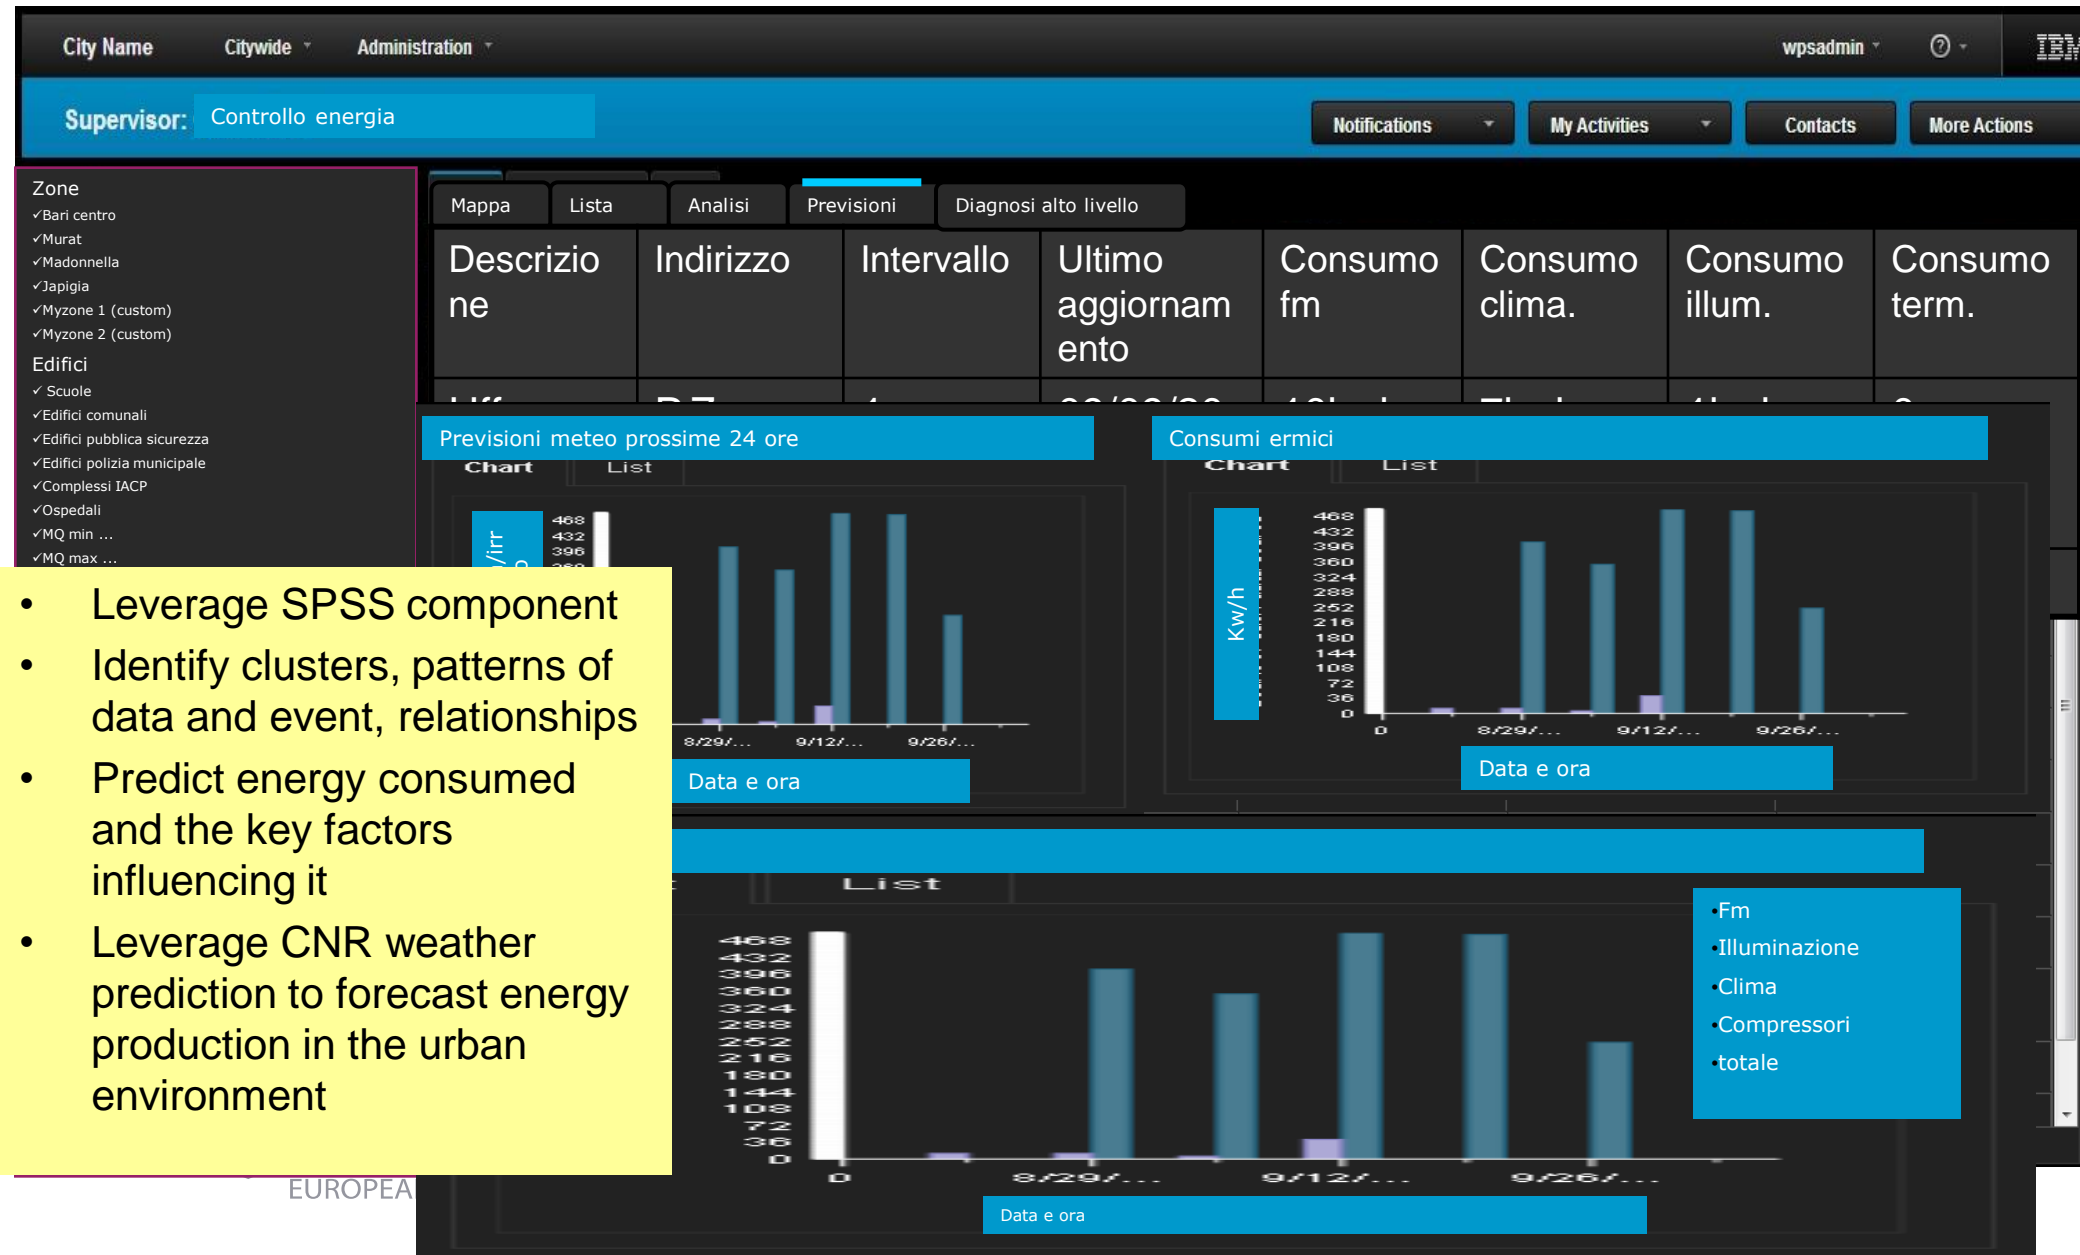 City Name Citywide Administration wpsadmin IBM
Supervisor: Controllo energia Notifications My Activities Contacts More Actions
Zone
✓Bari centro
✓Murat
✓Madonnella
✓Japigia
✓Myzone 1 (custom)
✓Myzone 2 (custom)
Edifici
✓ Scuole
✓Edifici comunali
✓Edifici pubblica sicurezza
✓Edifici polizia municipale
✓Complessi IACP
✓Ospedali
✓MQ min ...
✓MQ max ...
Mappa Lista Analisi Previsioni Diagnosi alto livello
Descrizio
ne
Indirizzo
Intervallo
Ultimo
aggiornam
ento
Consumo
fm
Consumo
clima.
Consumo
illum.
Consumo
term.
Previsioni meteo prossime 24 ore
Chart List
468
432
396
8/29/... 9/12/... 9/26/...
Data e ora
Consumi ermici
Chart List
Kw/h
468
432
396
360
324
288
252
216
180
144
108
72
36
0
0 8/29/... 9/12/... 9/26/...
Data e ora
• Leverage SPSS component
• Identify clusters, patterns of
data and event, relationships
• Predict energy consumed
and the key factors
influencing it
• Leverage CNR weather
prediction to forecast energy
production in the urban
environment
List
468
432
396
360
324
288
252
216
180
144
108
72
36
0
0 8/29/... 9/12/... 9/26/...
Data e ora
•Fm
•Illuminazione
•Clima
•Compressori
•totale
EUROPEA